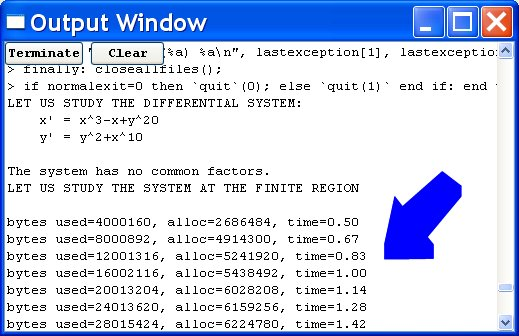 Output Window
Terminate " Clear (%a) %a\n", lastexception[1], lastexceptio
> finally: closeallfiles();
> if normalexit=0 then `quit`(0); else `quit(1)` end if: end
LET US STUDY THE DIFFERENTIAL SYSTEM:
x' = x^3-x+y^20
y' = y^2+x^10
The system has no common factors.
LET US STUDY THE SYSTEM AT THE FINITE REGION
bytes used=4000160, alloc=2686484, time=0.50
bytes used=8000892, alloc=4914300, time=0.67
bytes used=12001316, alloc=5241920, time=0.83
bytes used=16002116, alloc=5438492, time=1.00
bytes used=20013204, alloc=6028208, time=1.14
bytes used=24013620, alloc=6159256, time=1.28
bytes used=28015424, alloc=6224780, time=1.42